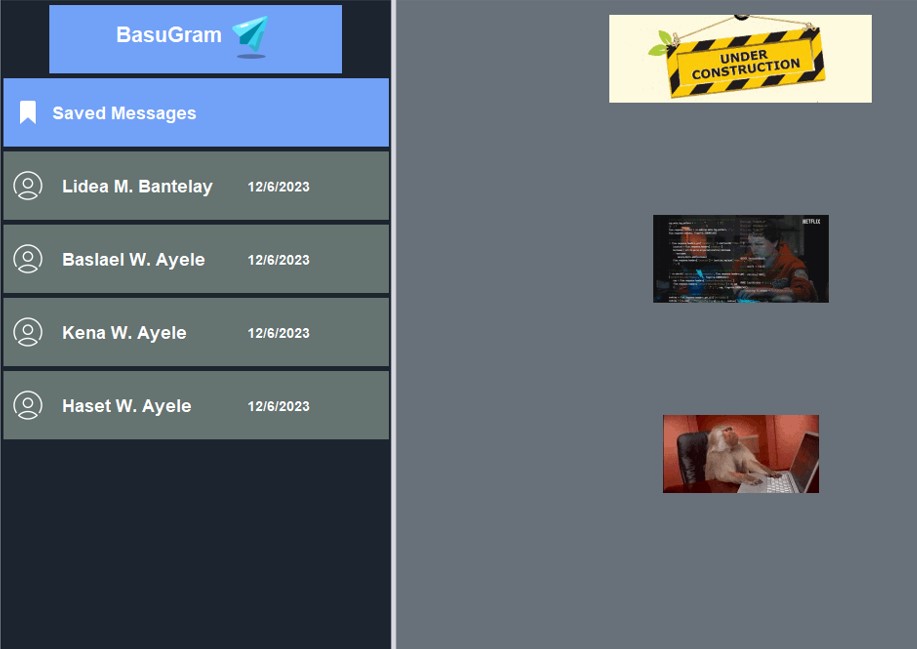 BasuGram
Saved Messages
Lidea M. Bantelay 12/6/2023
Baslael W. Ayele 12/6/2023
Kena W. Ayele 12/6/2023
Haset W. Ayele 12/6/2023
UNDER
CONSTRUCTION
NETFLIX